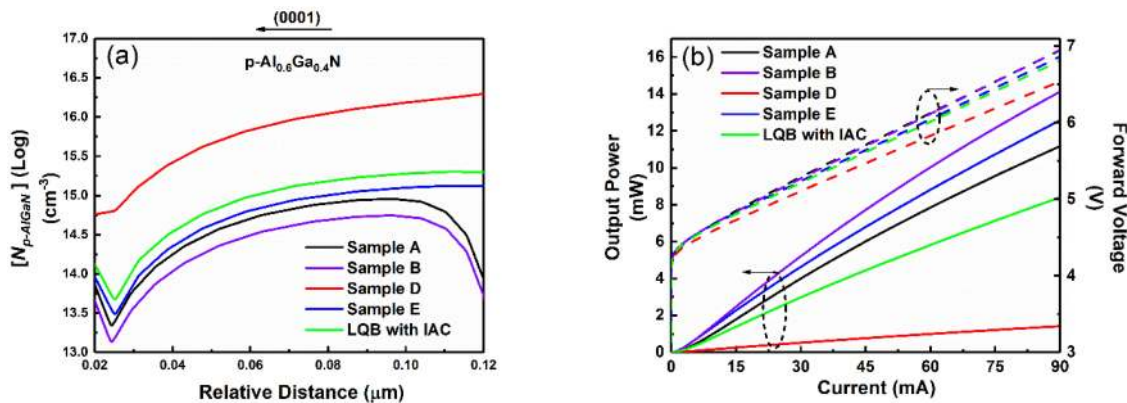 (0001)
(a)
p-Al0.6Ga0.4N
17.0
16.5
16.0
15.5
15.0
14.5
14.0
13.5
13.0
[Np-AlGaN] (Log)
(cm-3)
Sample A
Sample B
Sample D
Sample E
LQB with IAC
0.02
0.04
0.06
0.08
0.10
0.12
Relative Distance (μm)
(b)
16
14
12
10
8
6
4
2
0
Output Power
(mW)
Sample A
Sample B
Sample D
Sample E
LQB with IAC
7
6
5
4
3
Forward Voltage
(V)
0
15
30
45
60
75
90
Current (mA)